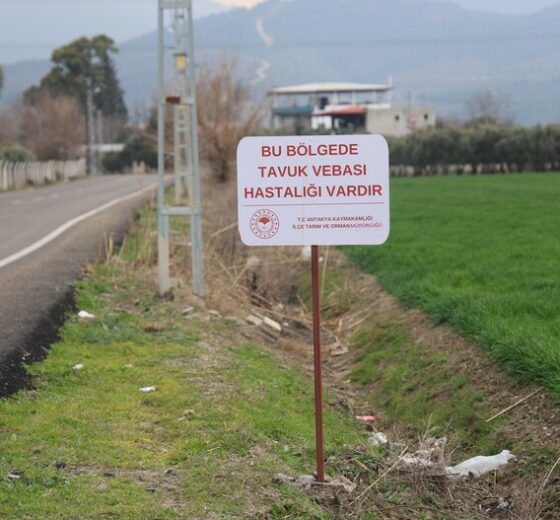 BU BÖLGEDE
TAVUK VEBASI
HASTALIĞI VARDIR
T.C ANTAKYA KAYMAKAMLIĞI
İLÇE TARIM VE ORMAN MÜDÜRLÜĞÜ